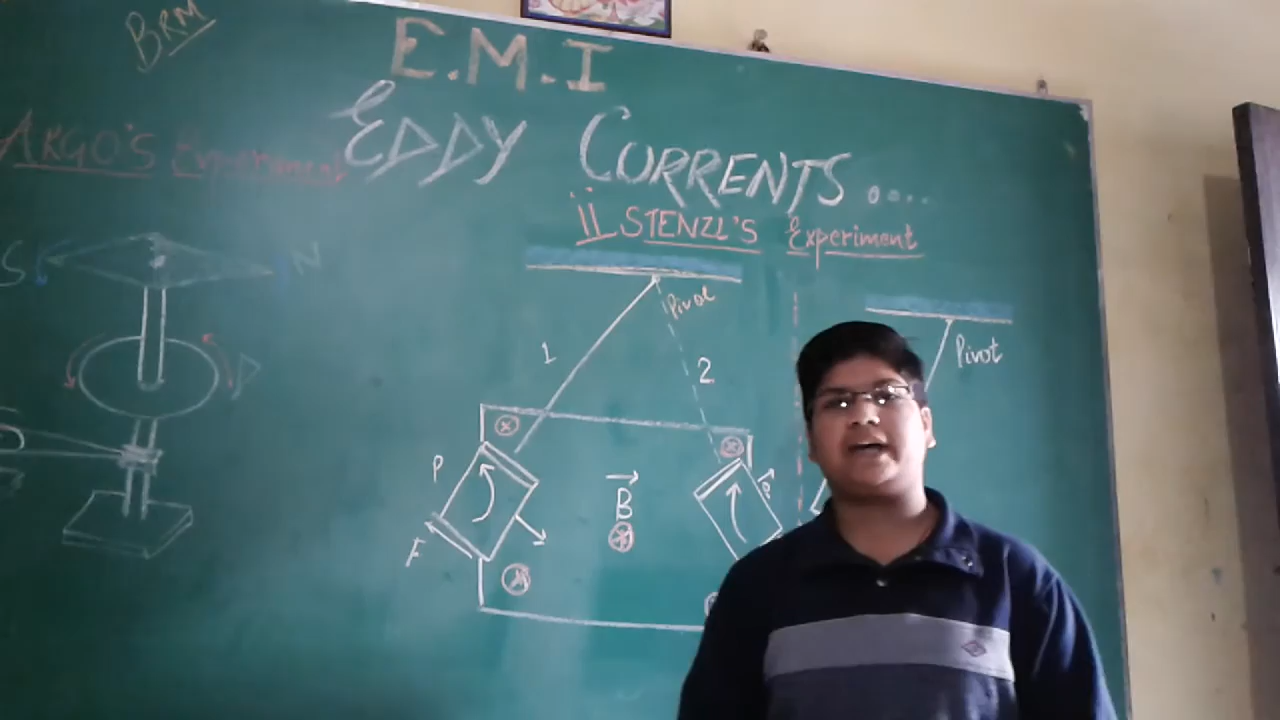 BRM
E.M.I
EDDY CURRENTS....
ARGO'S Experiment
ii STENZL'S Experiment
S
N
D
Pivot
1
2
Pivot
P
F
B